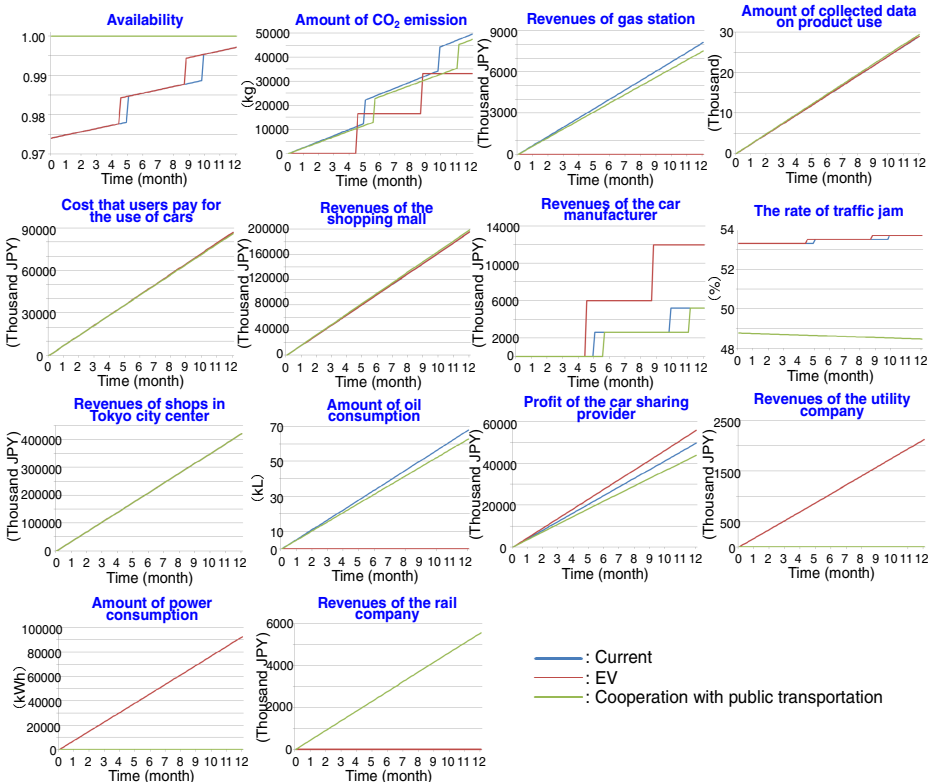 Availability
1.00
0.99
0.98
0.97
0 1 2 3 4 5 6 7 8 9 10 11 12
Time (month)
Amount of CO2 emission
(kg)
50000
40000
30000
20000
10000
0
0 1 2 3 4 5 6 7 8 9 10 11 12
Time (month)
Revenues of gas station
(Thousand JPY)
9000
6000
3000
0
0 1 2 3 4 5 6 7 8 9 10 11 12
Time (month)
Amount of collected data
on product use
(Thousand)
30
20
10
0
0 1 2 3 4 5 6 7 8 9 10 11 12
Time (month)
Cost that users pay for
the use of cars
(Thousand JPY)
90000
60000
30000
0
0 1 2 3 4 5 6 7 8 9 10 11 12
Time (month)
Revenues of the
shopping mall
(Thousand JPY)
200000
160000
120000
80000
40000
0
0 1 2 3 4 5 6 7 8 9 10 11 12
Time (month)
Revenues of the car
manufacturer
(Thousand JPY)
14000
10000
6000
2000
0
0 1 2 3 4 5 6 7 8 9 10 11 12
Time (month)
The rate of traffic jam
(%)
54
52
50
48
0 1 2 3 4 5 6 7 8 9 10 11 12
Time (month)
Revenues of shops in
Tokyo city center
(Thousand JPY)
400000
300000
200000
100000
0
0 1 2 3 4 5 6 7 8 9 10 11 12
Time (month)
Amount of oil
consumption
(kL)
70
50
30
10
0
0 1 2 3 4 5 6 7 8 9 10 11 12
Time (month)
Profit of the car sharing
provider
(Thousand JPY)
60000
40000
20000
0
0 1 2 3 4 5 6 7 8 9 10 11 12
Time (month)
Revenues of the utility
company
(Thousand JPY)
2500
1500
500
0
0 1 2 3 4 5 6 7 8 9 10 11 12
Time (month)
Amount of power
consumption
(kWh)
100000
80000
60000
40000
20000
0
0 1 2 3 4 5 6 7 8 9 10 11 12
Time (month)
Revenues of the rail
company
(Thousand JPY)
6000
4000
2000
0
0 1 2 3 4 5 6 7 8 9 10 11 12
Time (month)
: Current
: EV
: Cooperation with public transportation